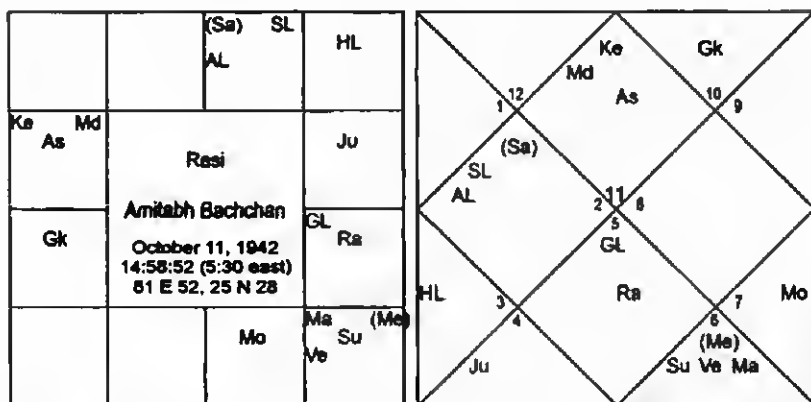 (Sa) SL
AL
HL
Ke Md
As
Rasi
Ju
Amitabh Bachchan
October 11, 1942
14:58:52 (5:30 east)
81 E 52, 25 N 28
Gk
GL
Ra
Mo
Ma (Me)
Su
Ve
Ke
Md
Gk
12
10
1
As
9
(Sa)
SL
AL
11
2 8
5
GL
HL
3
Ra
7
Mo
4
6
(Me)
Ju
Su Ve Ma